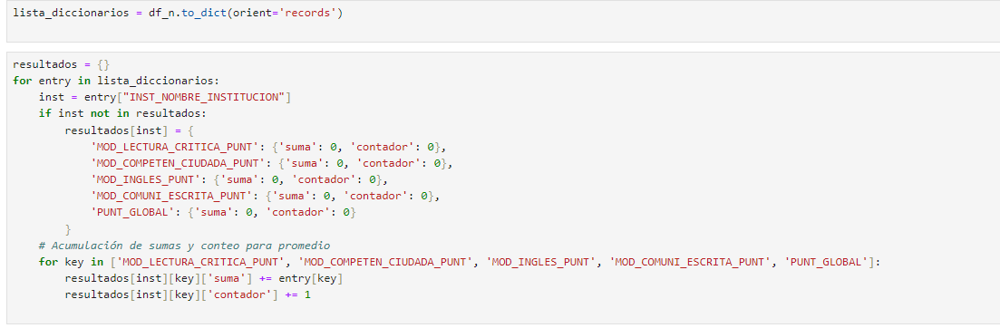 lista_diccionarios = df_n.to_dict(orient='records')
resultados = {}
for entry in lista_diccionarios:
    inst = entry["INST_NOMBRE_INSTITUCION"]
    if inst not in resultados:
        resultados[inst] = {
            'MOD_LECTURA_CRITICA_PUNT': {'suma': 0, 'contador': 0},
            'MOD_COMPETEN_CIUDADA_PUNT': {'suma': 0, 'contador': 0},
            'MOD_INGLES_PUNT': {'suma': 0, 'contador': 0},
            'MOD_COMUNI_ESCRITA_PUNT': {'suma': 0, 'contador': 0},
            'PUNT_GLOBAL': {'suma': 0, 'contador': 0}
        }
    # Acumulación de sumas y conteo para promedio
    for key in ['MOD_LECTURA_CRITICA_PUNT', 'MOD_COMPETEN_CIUDADA_PUNT', 'MOD_INGLES_PUNT', 'MOD_COMUNI_ESCRITA_PUNT', 'PUNT_GLOBAL']:
        resultados[inst][key]['suma'] += entry[key]
        resultados[inst][key]['contador'] += 1